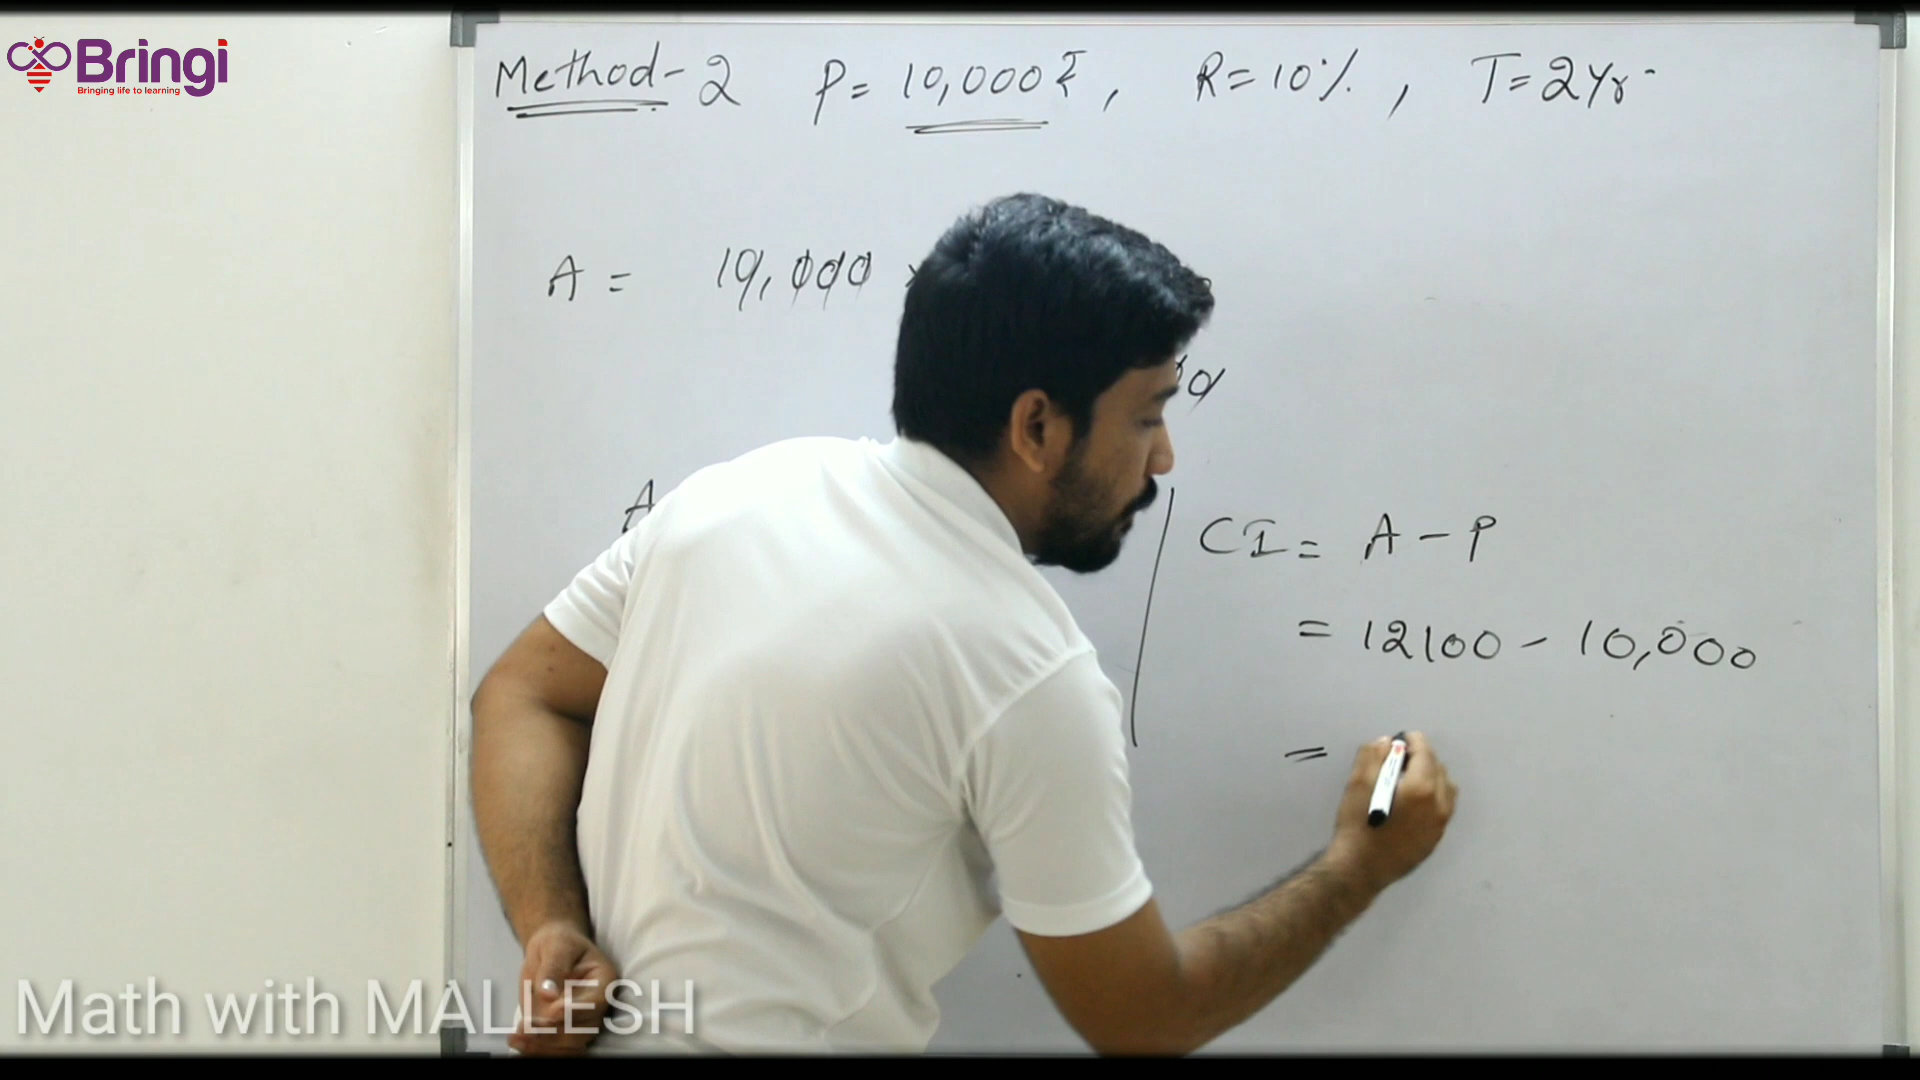 Bringi
Bringing life to learning
Method-2 P= 10,000₹, R=10%, T=2Yr
A = 10,000 ×
A
CI = A-P
= 12100 - 10,000
=
Math with MALLESH